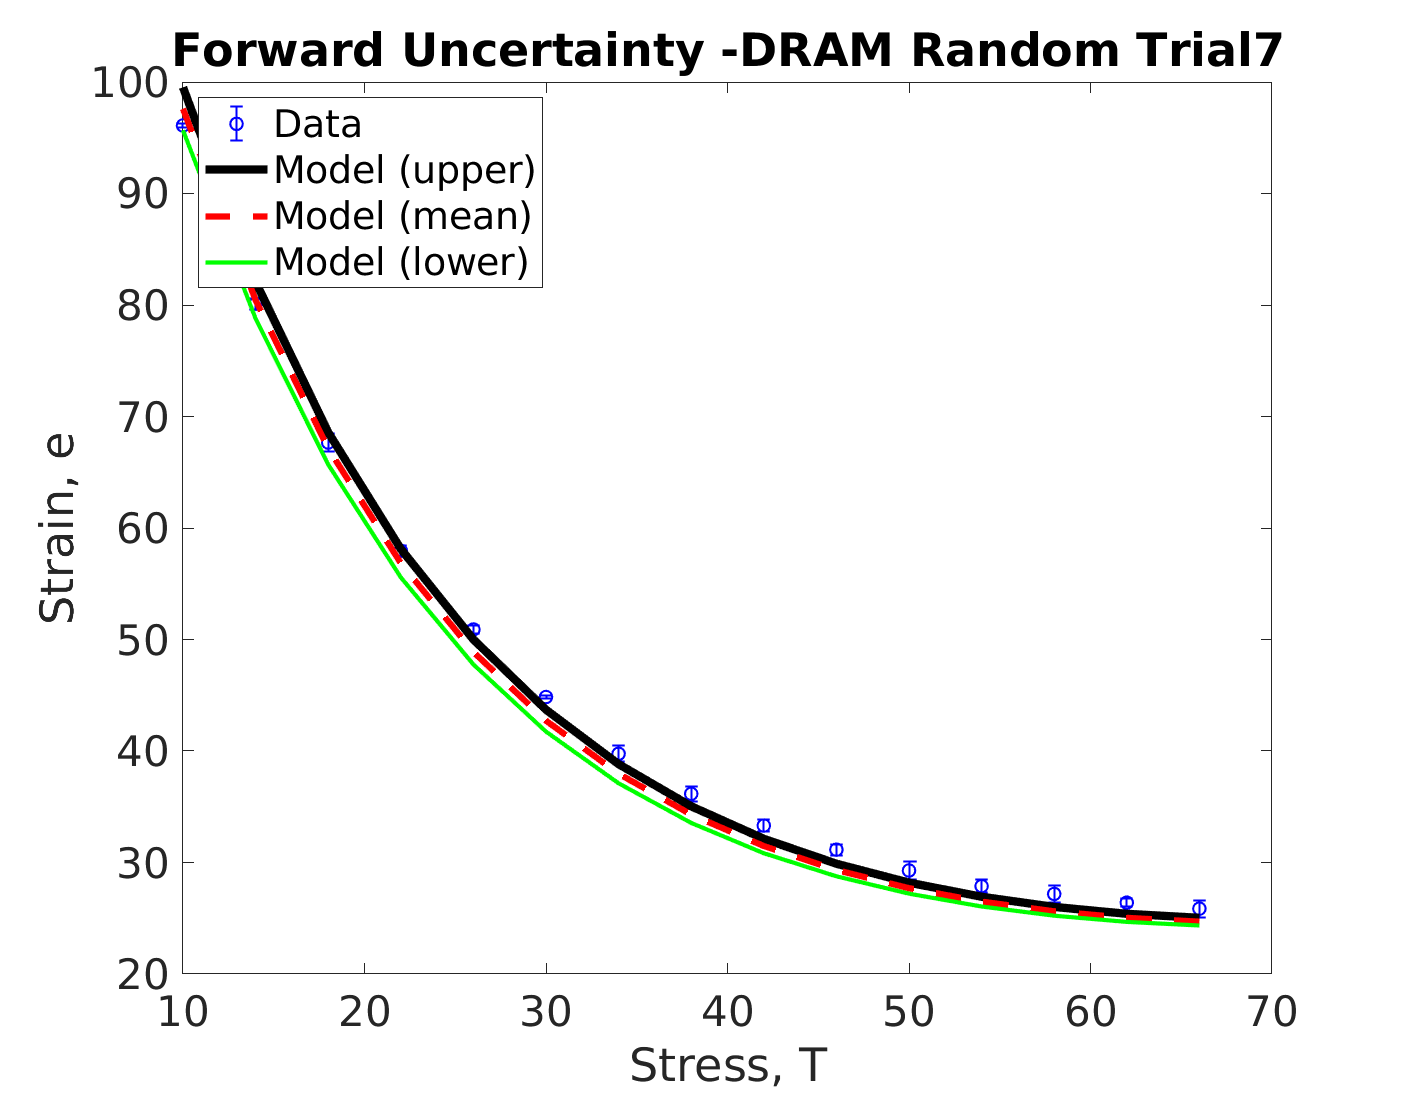 Forward Uncertainty -DRAM Random Trial7
100
90
80
70
60
50
40
30
20
Strain, e
Data
Model (upper)
Model (mean)
Model (lower)
10 20 30 40 50 60 70
Stress, T